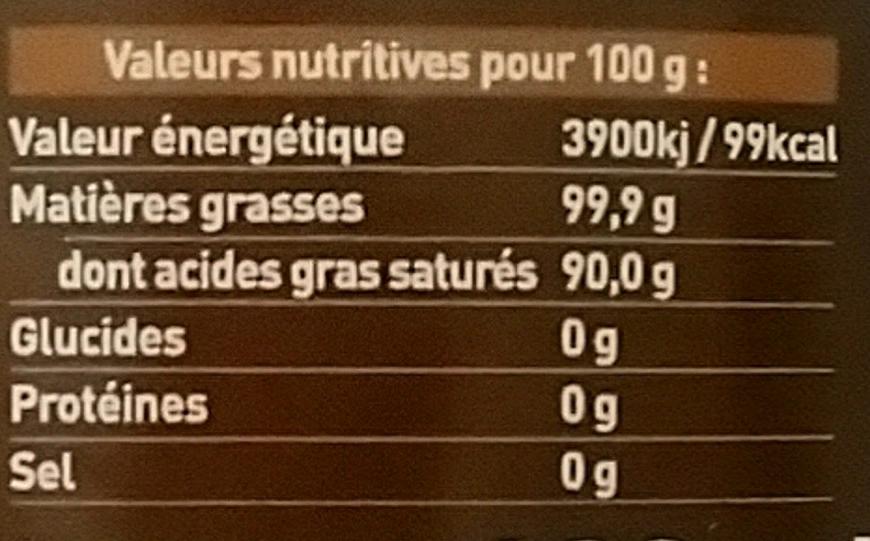 Valeurs nutritives pour 100 g :
Valeur énergétique 3900kj / 99kcal
Matières grasses 99,9 g
dont acides gras saturés 90,0 g
Glucides 0 g
Protéines 0 g
Sel 0 g